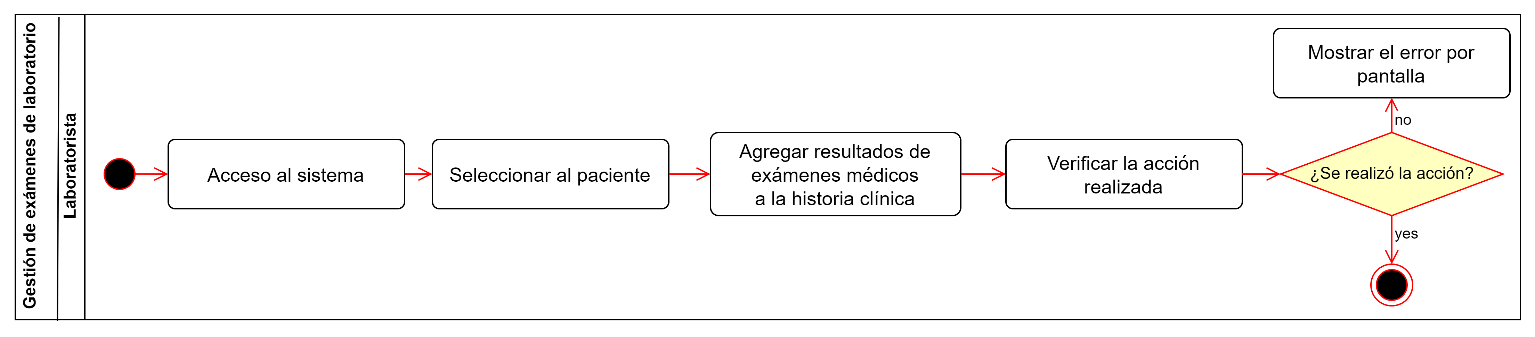 Gestión de exámenes de laboratorio
Laboratorista
Acceso al sistema
Seleccionar al paciente
Agregar resultados de
exámenes médicos
a la historia clínica
Verificar la acción
realizada
¿Se realizó la acción?
no
Mostrar el error por
pantalla
yes